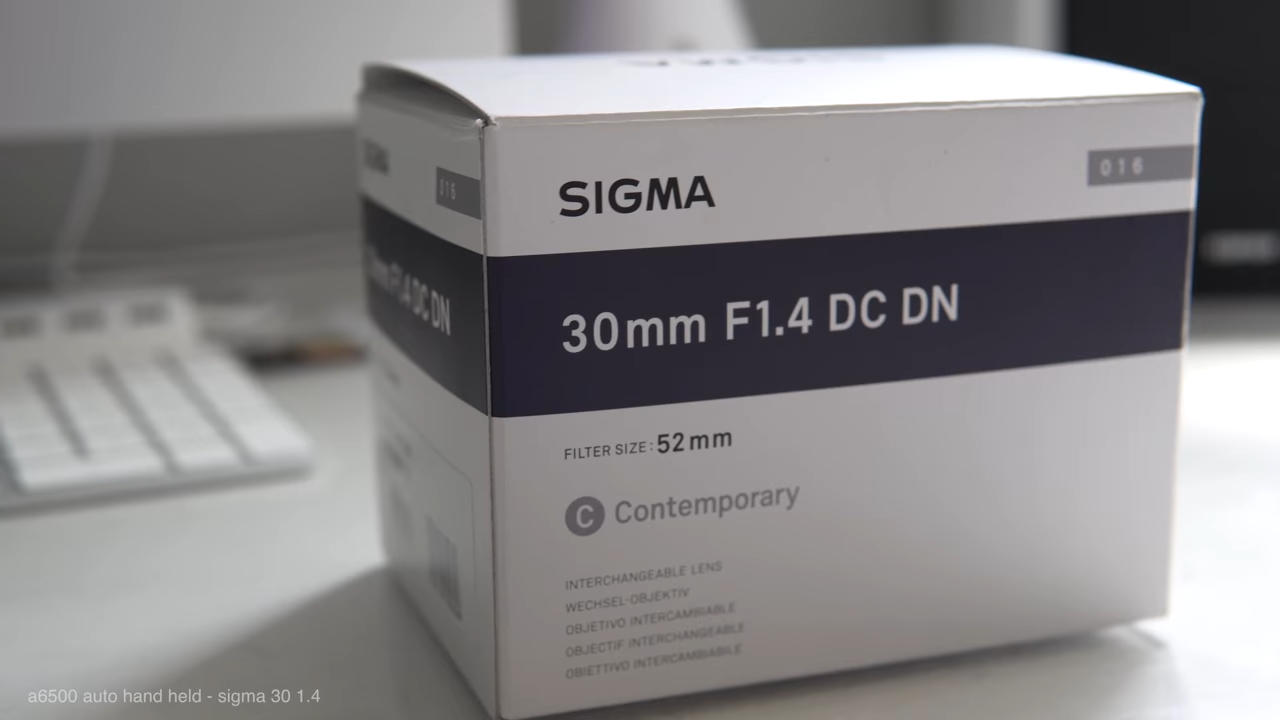 SIGMA
016
30mm F1.4 DC DN
FILTER SIZE : 52mm
C Contemporary
INTERCHANGEABLE LENS
WECHSEL-OBJEKTIV
OBJETIVO INTERCAMBIABLE
OBJECTIF INTERCHANGEABLE
OBIETTIVO INTERCAMBIABILE
SIGMA
016
30mm F1.4 DC DN
a6500 auto hand held - sigma 30 1.4